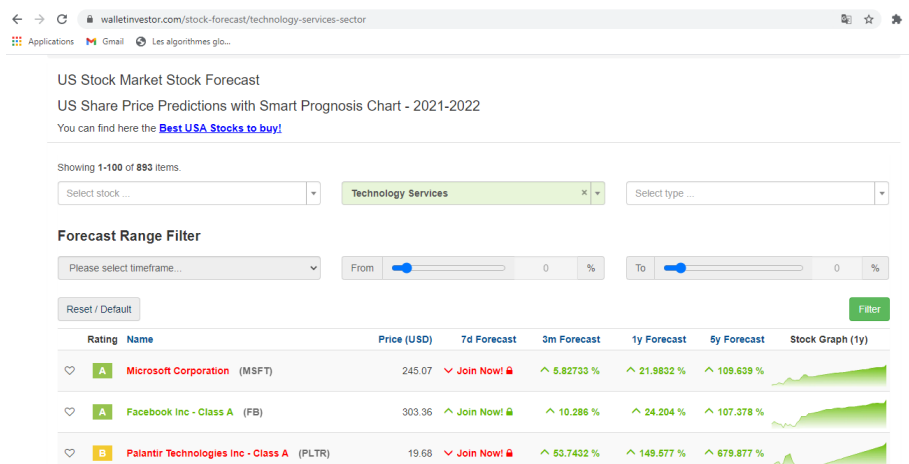 walletinvestor.com/stock-forecast/technology-services-sector
Applications Gmail Les algorithmes glo...
US Stock Market Stock Forecast
US Share Price Predictions with Smart Prognosis Chart - 2021-2022
You can find here the Best USA Stocks to buy!
Showing 1-100 of 893 items.
Select stock ... Technology Services × Select type ...
Forecast Range Filter
Please select timeframe... From 0 % To 0 %
Reset / Default Filter
Rating Name Price (USD) 7d Forecast 3m Forecast 1y Forecast 5y Forecast Stock Graph (1y)
A Microsoft Corporation (MSFT) 245.07 Join Now! 5.82733 % 21.9832 % 109.639 %
A Facebook Inc - Class A (FB) 303.36 Join Now! 10.286 % 24.204 % 107.378 %
B Palantir Technologies Inc - Class A (PLTR) 19.68 Join Now! 53.7432 % 149.577 % 679.877 %